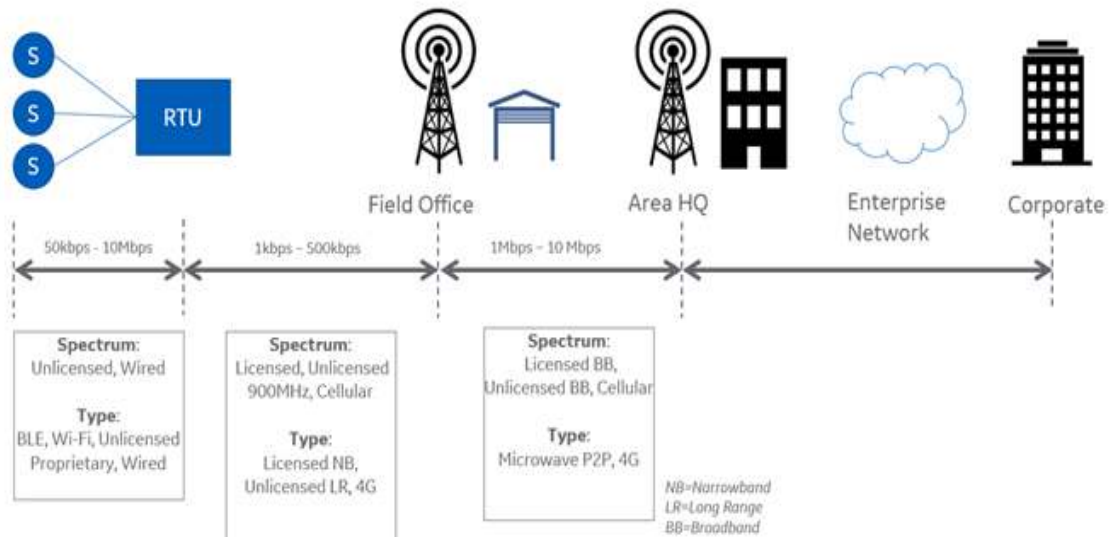 S
S
S
RTU
Field Office
Area HQ
Enterprise
Network
Corporate
50kbps - 10Mbps
1kbps – 500kbps
1Mbps – 10 Mbps
Spectrum:
Unlicensed, Wired
Type:
BLE, Wi-Fi, Unlicensed
Proprietary, Wired
Spectrum:
Licensed, Unlicensed
900MHz, Cellular
Type:
Licensed NB,
Unlicensed LR, 4G
Spectrum:
Licensed BB,
Unlicensed BB, Cellular
Type:
Microwave P2P, 4G
NB=Narrowband
LR=Long Range
BB=Broadband